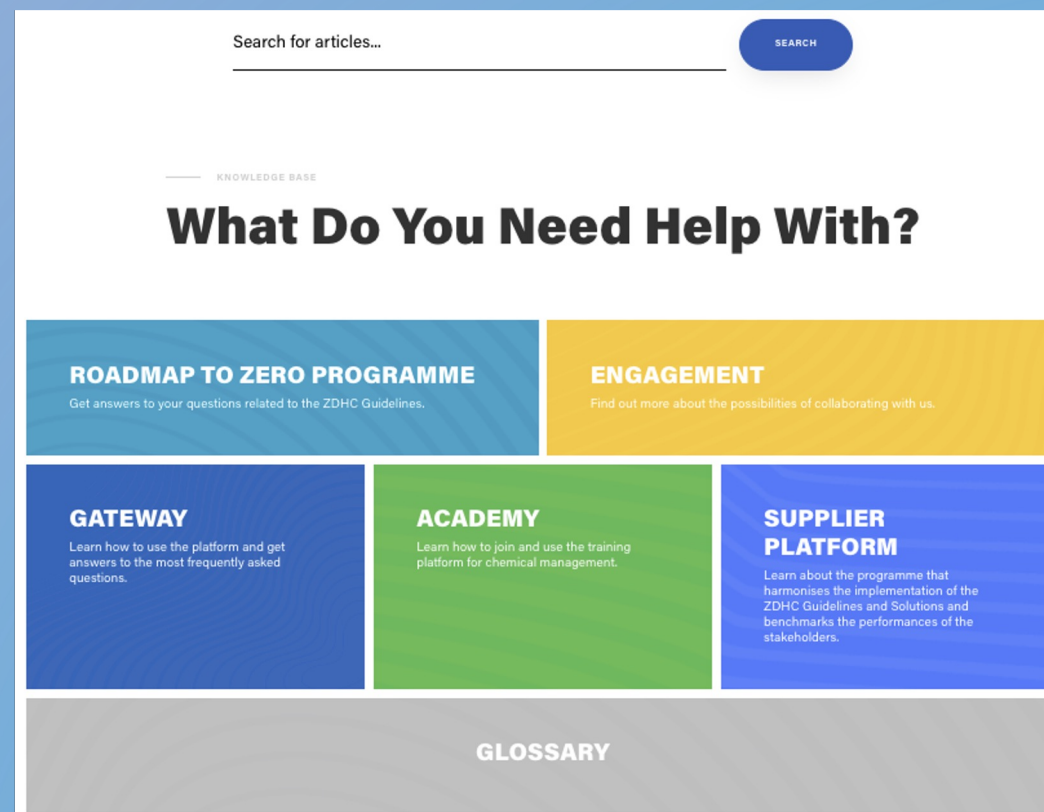 Search for articles...
SEARCH
KNOWLEDGE BASE
What Do You Need Help With?
ROADMAP TO ZERO PROGRAMME
Get answers to your questions related to the ZDHC Guidelines.
ENGAGEMENT
Find out more about the possibilities of collaborating with us.
GATEWAY
Learn how to use the platform and get
answers to the most frequently asked
questions.
ACADEMY
Learn how to join and use the training
platform for chemical management.
SUPPLIER
PLATFORM
Learn about the programme that
harmonises the implementation of the
ZDHC Guidelines and Solutions and
benchmarks the performances of the
stakeholders.
GLOSSARY